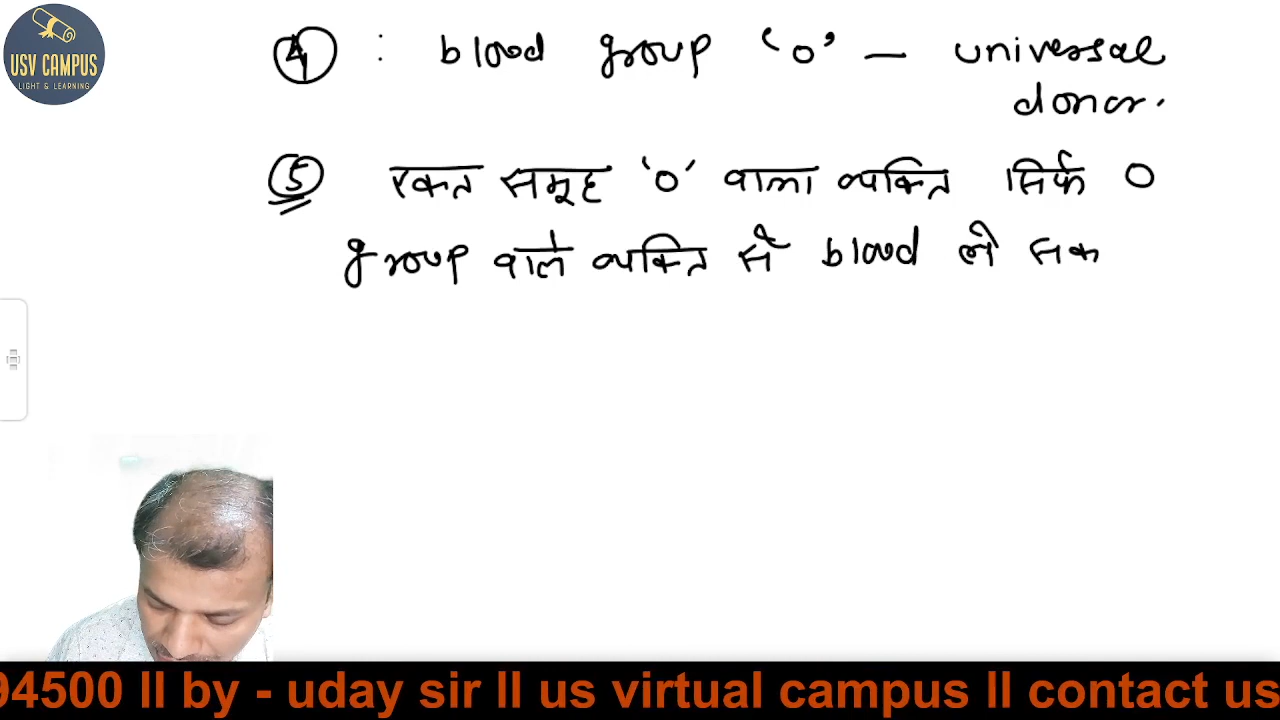 USV CAMPUS
LIGHT & LEARNING
④ : blood group 'o' — universal
donor.
⑤ रक्त समूह 'o' वाला व्यक्ति सिर्फ O
group वाले व्यक्ति से blood ले सक
94500 ll by - uday sir ll us virtual campus ll contact us